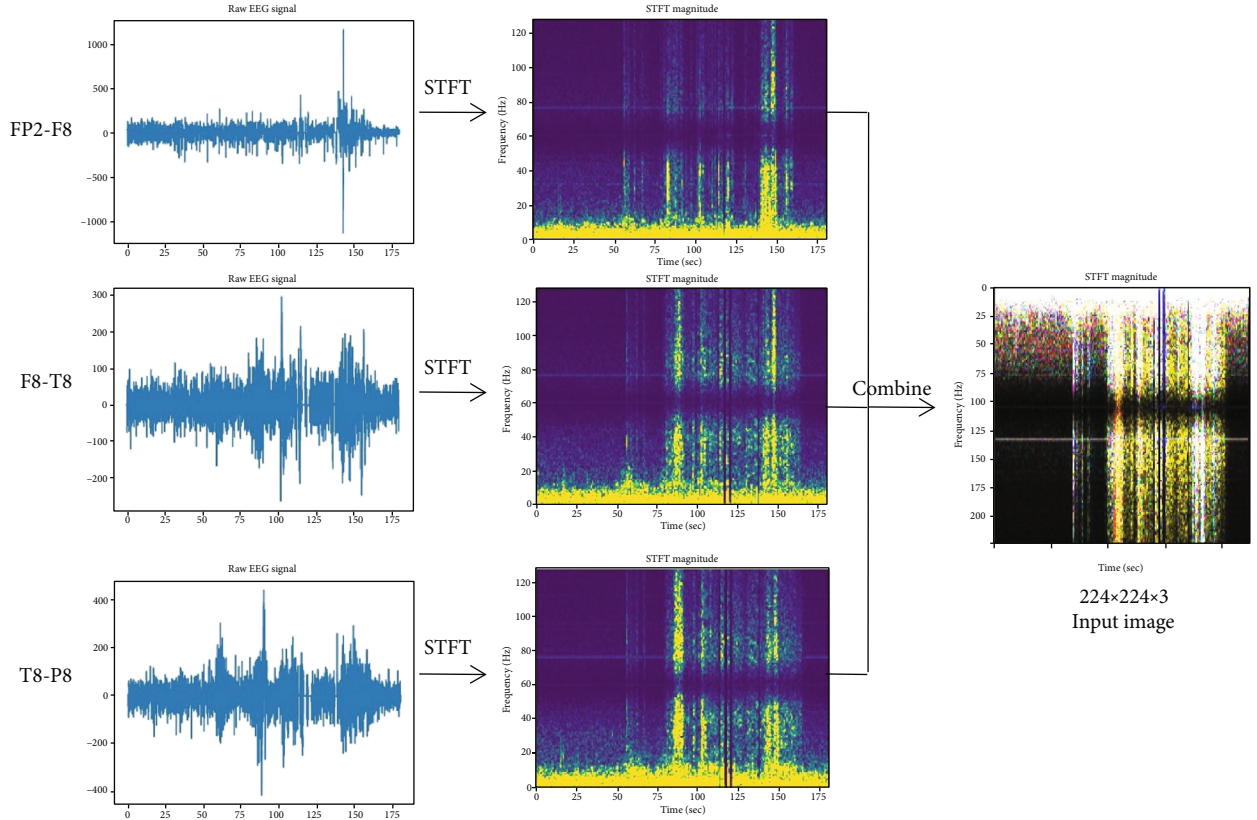 Raw EEG signal
1000
500
0
−500
−1000
0 25 50 75 100 125 150 175
FP2-F8
STFT
STFT magnitude
120
100
80
60
40
20
0
Frequency (Hz)
0 25 50 75 100 125 150 175
Time (sec)
Raw EEG signal
300
200
100
0
−100
−200
0 25 50 75 100 125 150 175
F8-T8
STFT
STFT magnitude
120
100
80
60
40
20
0
Frequency (Hz)
0 25 50 75 100 125 150 175
Time (sec)
Raw EEG signal
400
200
0
−200
−400
0 25 50 75 100 125 150 175
T8-P8
STFT
STFT magnitude
120
100
80
60
40
20
0
Frequency (Hz)
0 25 50 75 100 125 150 175
Time (sec)
Combine
STFT magnitude
0
25
50
75
100
125
150
175
200
Frequency (Hz)
Time (sec)
224×224×3
Input image